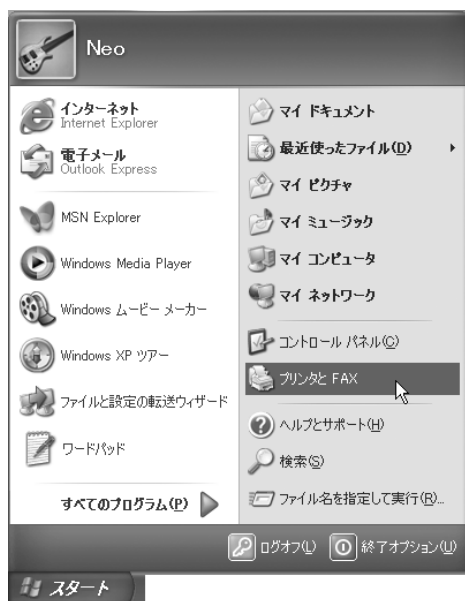 Neo
インターネット
Internet Explorer
電子メール
Outlook Express
MSN Explorer
Windows Media Player
Windows ムービー メーカー
Windows XP ツアー
ファイルと設定の転送ウィザード
ワードパッド
すべてのプログラム(P)
マイ ドキュメント
最近使ったファイル(D)
マイ ピクチャ
マイ ミュージック
マイ コンピュータ
マイ ネットワーク
コントロール パネル(C)
プリンタと FAX
ヘルプとサポート(H)
検索(S)
ファイル名を指定して実行(R)...
ログオフ(L)
終了オプション(U)
スタート